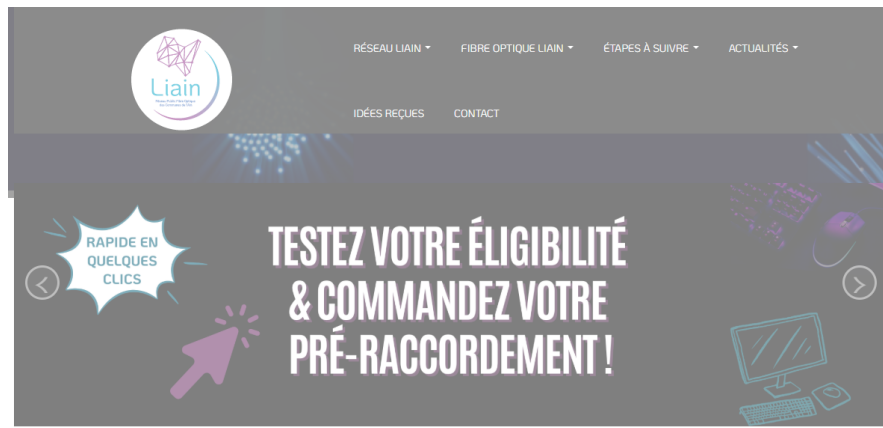 RÉSEAU LIAIN
FIBRE OPTIQUE LIAIN
ÉTAPES À SUIVRE
ACTUALITÉS
Liain
IDÉES REÇUES
CONTACT
RAPIDE EN
QUELQUES
CLICS
TESTEZ VOTRE ÉLIGIBILITÉ
& COMMANDEZ VOTRE
PRÉ-RACCORDEMENT !